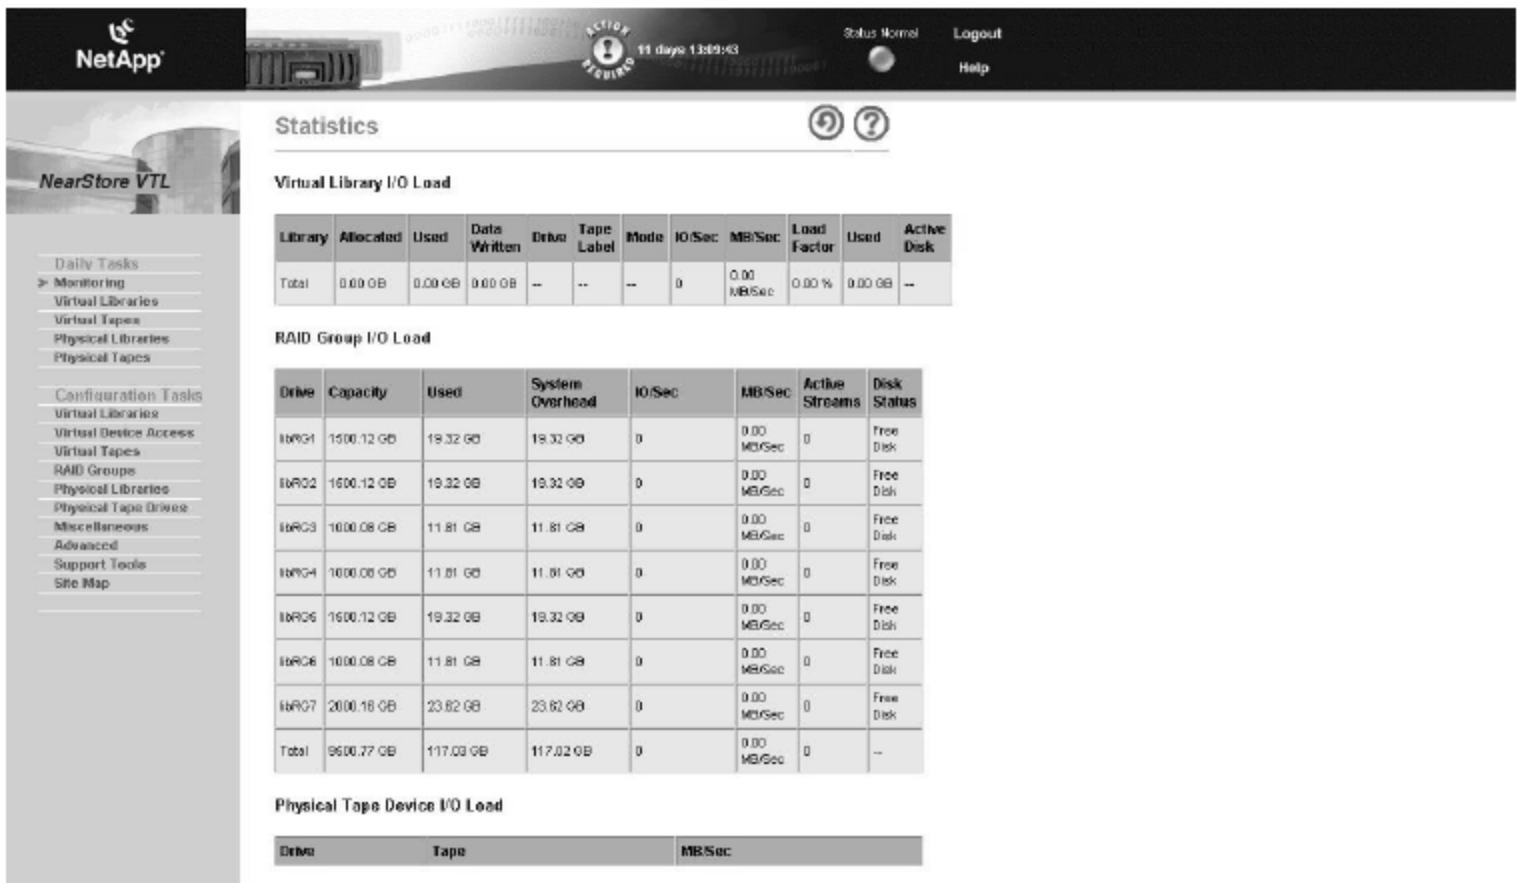 NetApp
ACTION REQUIRED
11 days 13:09:43
Status Normal
Logout
Help
NearStore VTL
Daily Tasks
Monitoring
Virtual Libraries
Virtual Tapes
Physical Libraries
Physical Tapes
Configuration Tasks
Virtual Libraries
Virtual Device Access
Virtual Tapes
RAID Groups
Physical Libraries
Physical Tape Drives
Miscellaneous
Advanced
Support Tools
Site Map
Statistics
Virtual Library I/O Load
Library Allocated Used Data Written Drive Tape Label Mode IO/Sec MB/Sec Load Factor Used Active Disk
Total 0.00 GB 0.00 GB 0.00 GB -- -- -- 0 0.00 MB/Sec 0.00 % 0.00 GB --
RAID Group I/O Load
Drive Capacity Used System Overhead IO/Sec MB/Sec Active Streams Disk Status
libRG1 1500.12 GB 19.32 GB 19.32 GB 0 0.00 MB/Sec 0 Free Disk
libRG2 1500.12 GB 19.32 GB 19.32 GB 0 0.00 MB/Sec 0 Free Disk
libRG3 1000.08 GB 11.81 GB 11.81 GB 0 0.00 MB/Sec 0 Free Disk
libRG4 1000.08 GB 11.81 GB 11.81 GB 0 0.00 MB/Sec 0 Free Disk
libRG5 1500.12 GB 19.32 GB 19.32 GB 0 0.00 MB/Sec 0 Free Disk
libRG6 1000.08 GB 11.81 GB 11.81 GB 0 0.00 MB/Sec 0 Free Disk
libRG7 2000.16 GB 23.62 GB 23.62 GB 0 0.00 MB/Sec 0 Free Disk
Total 9500.77 GB 117.03 GB 117.02 GB 0 0.00 MB/Sec 0 --
Physical Tape Device I/O Load
Drive Tape MB/Sec